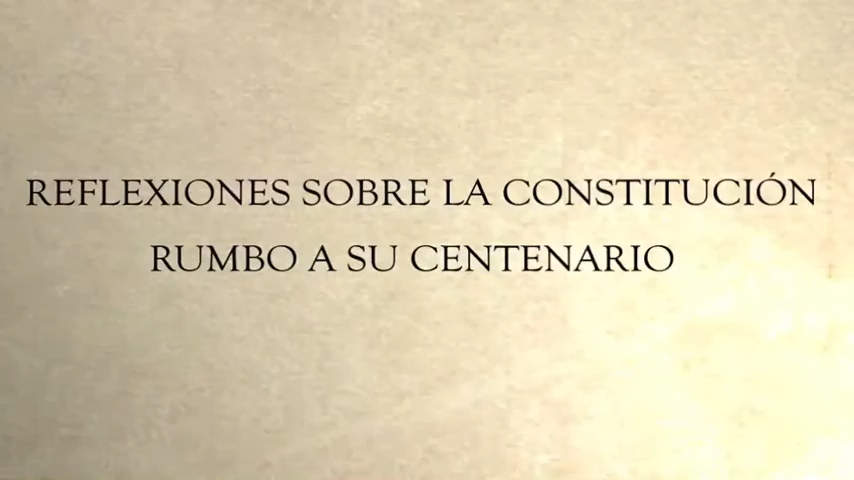 REFLEXIONES SOBRE LA CONSTITUCIÓN
RUMBO A SU CENTENARIO